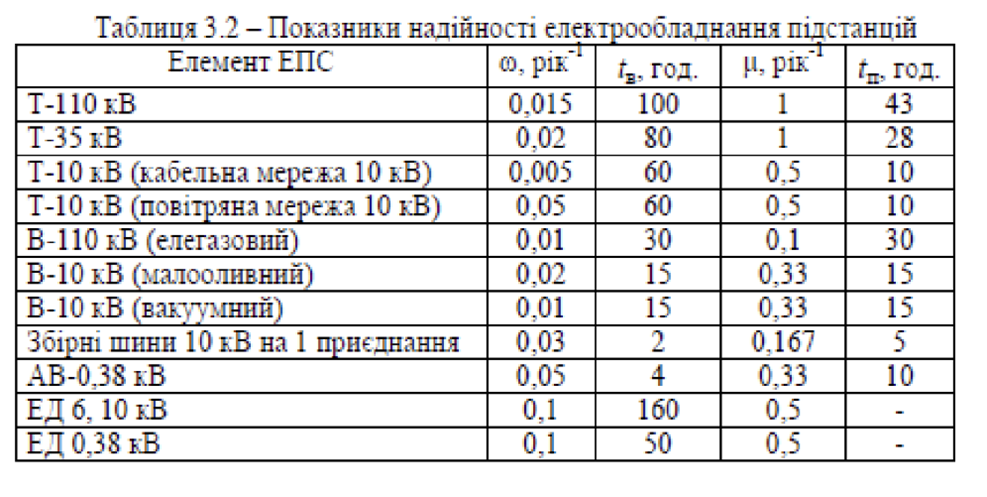 Таблиця 3.2 – Показники надійності електрообладнання підстанцій
Елемент ЕПС ω, рік⁻¹ tв, год. μ, рік⁻¹ tп, год.
Т-110 кВ 0,015 100 1 43
Т-35 кВ 0,02 80 1 28
Т-10 кВ (кабельна мережа 10 кВ) 0,005 60 0,5 10
Т-10 кВ (повітряна мережа 10 кВ) 0,05 60 0,5 10
В-110 кВ (елегазовий) 0,01 30 0,1 30
В-10 кВ (малооливний) 0,02 15 0,33 15
В-10 кВ (вакуумний) 0,01 15 0,33 15
Збірні шини 10 кВ на 1 приєднання 0,03 2 0,167 5
АВ-0,38 кВ 0,05 4 0,33 10
ЕД 6, 10 кВ 0,1 160 0,5 -
ЕД 0,38 кВ 0,1 50 0,5 -